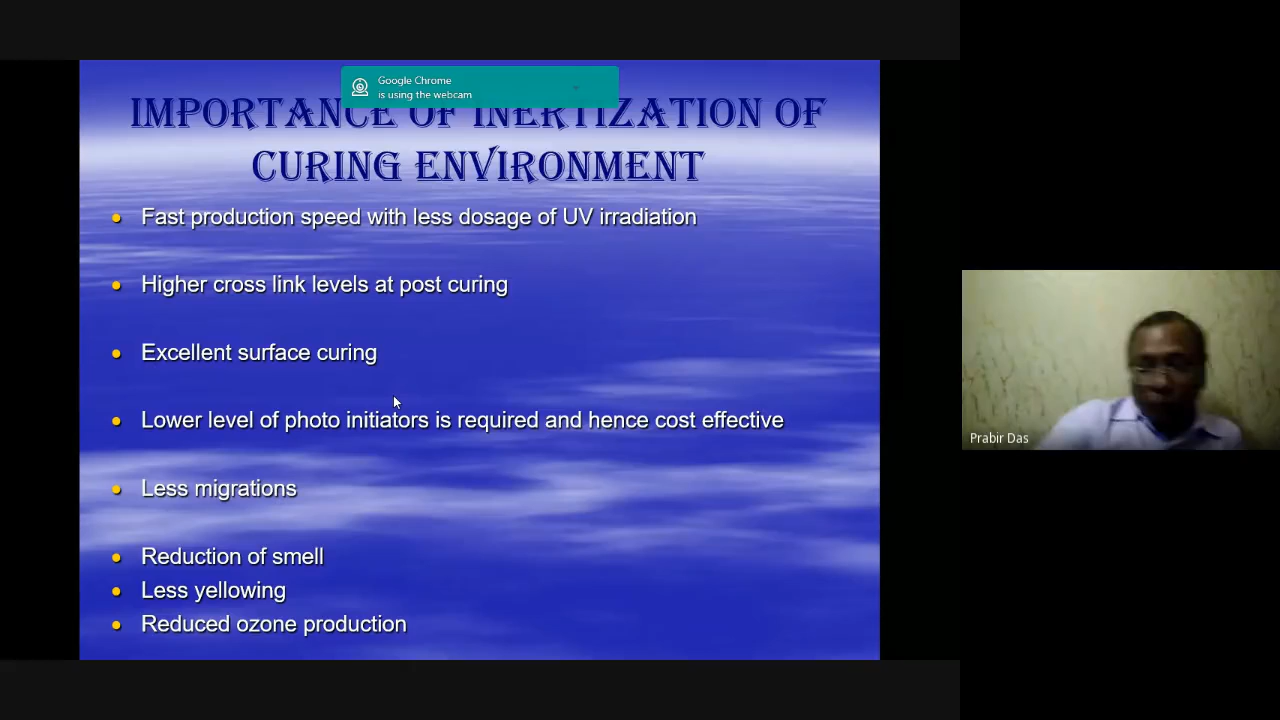 Google Chrome
is using the webcam
IMPORTANCE OF INERTIZATION OF
CURING ENVIRONMENT
Fast production speed with less dosage of UV irradiation
Higher cross link levels at post curing
Excellent surface curing
Lower level of photo initiators is required and hence cost effective
Less migrations
Reduction of smell
Less yellowing
Reduced ozone production
Prabir Das